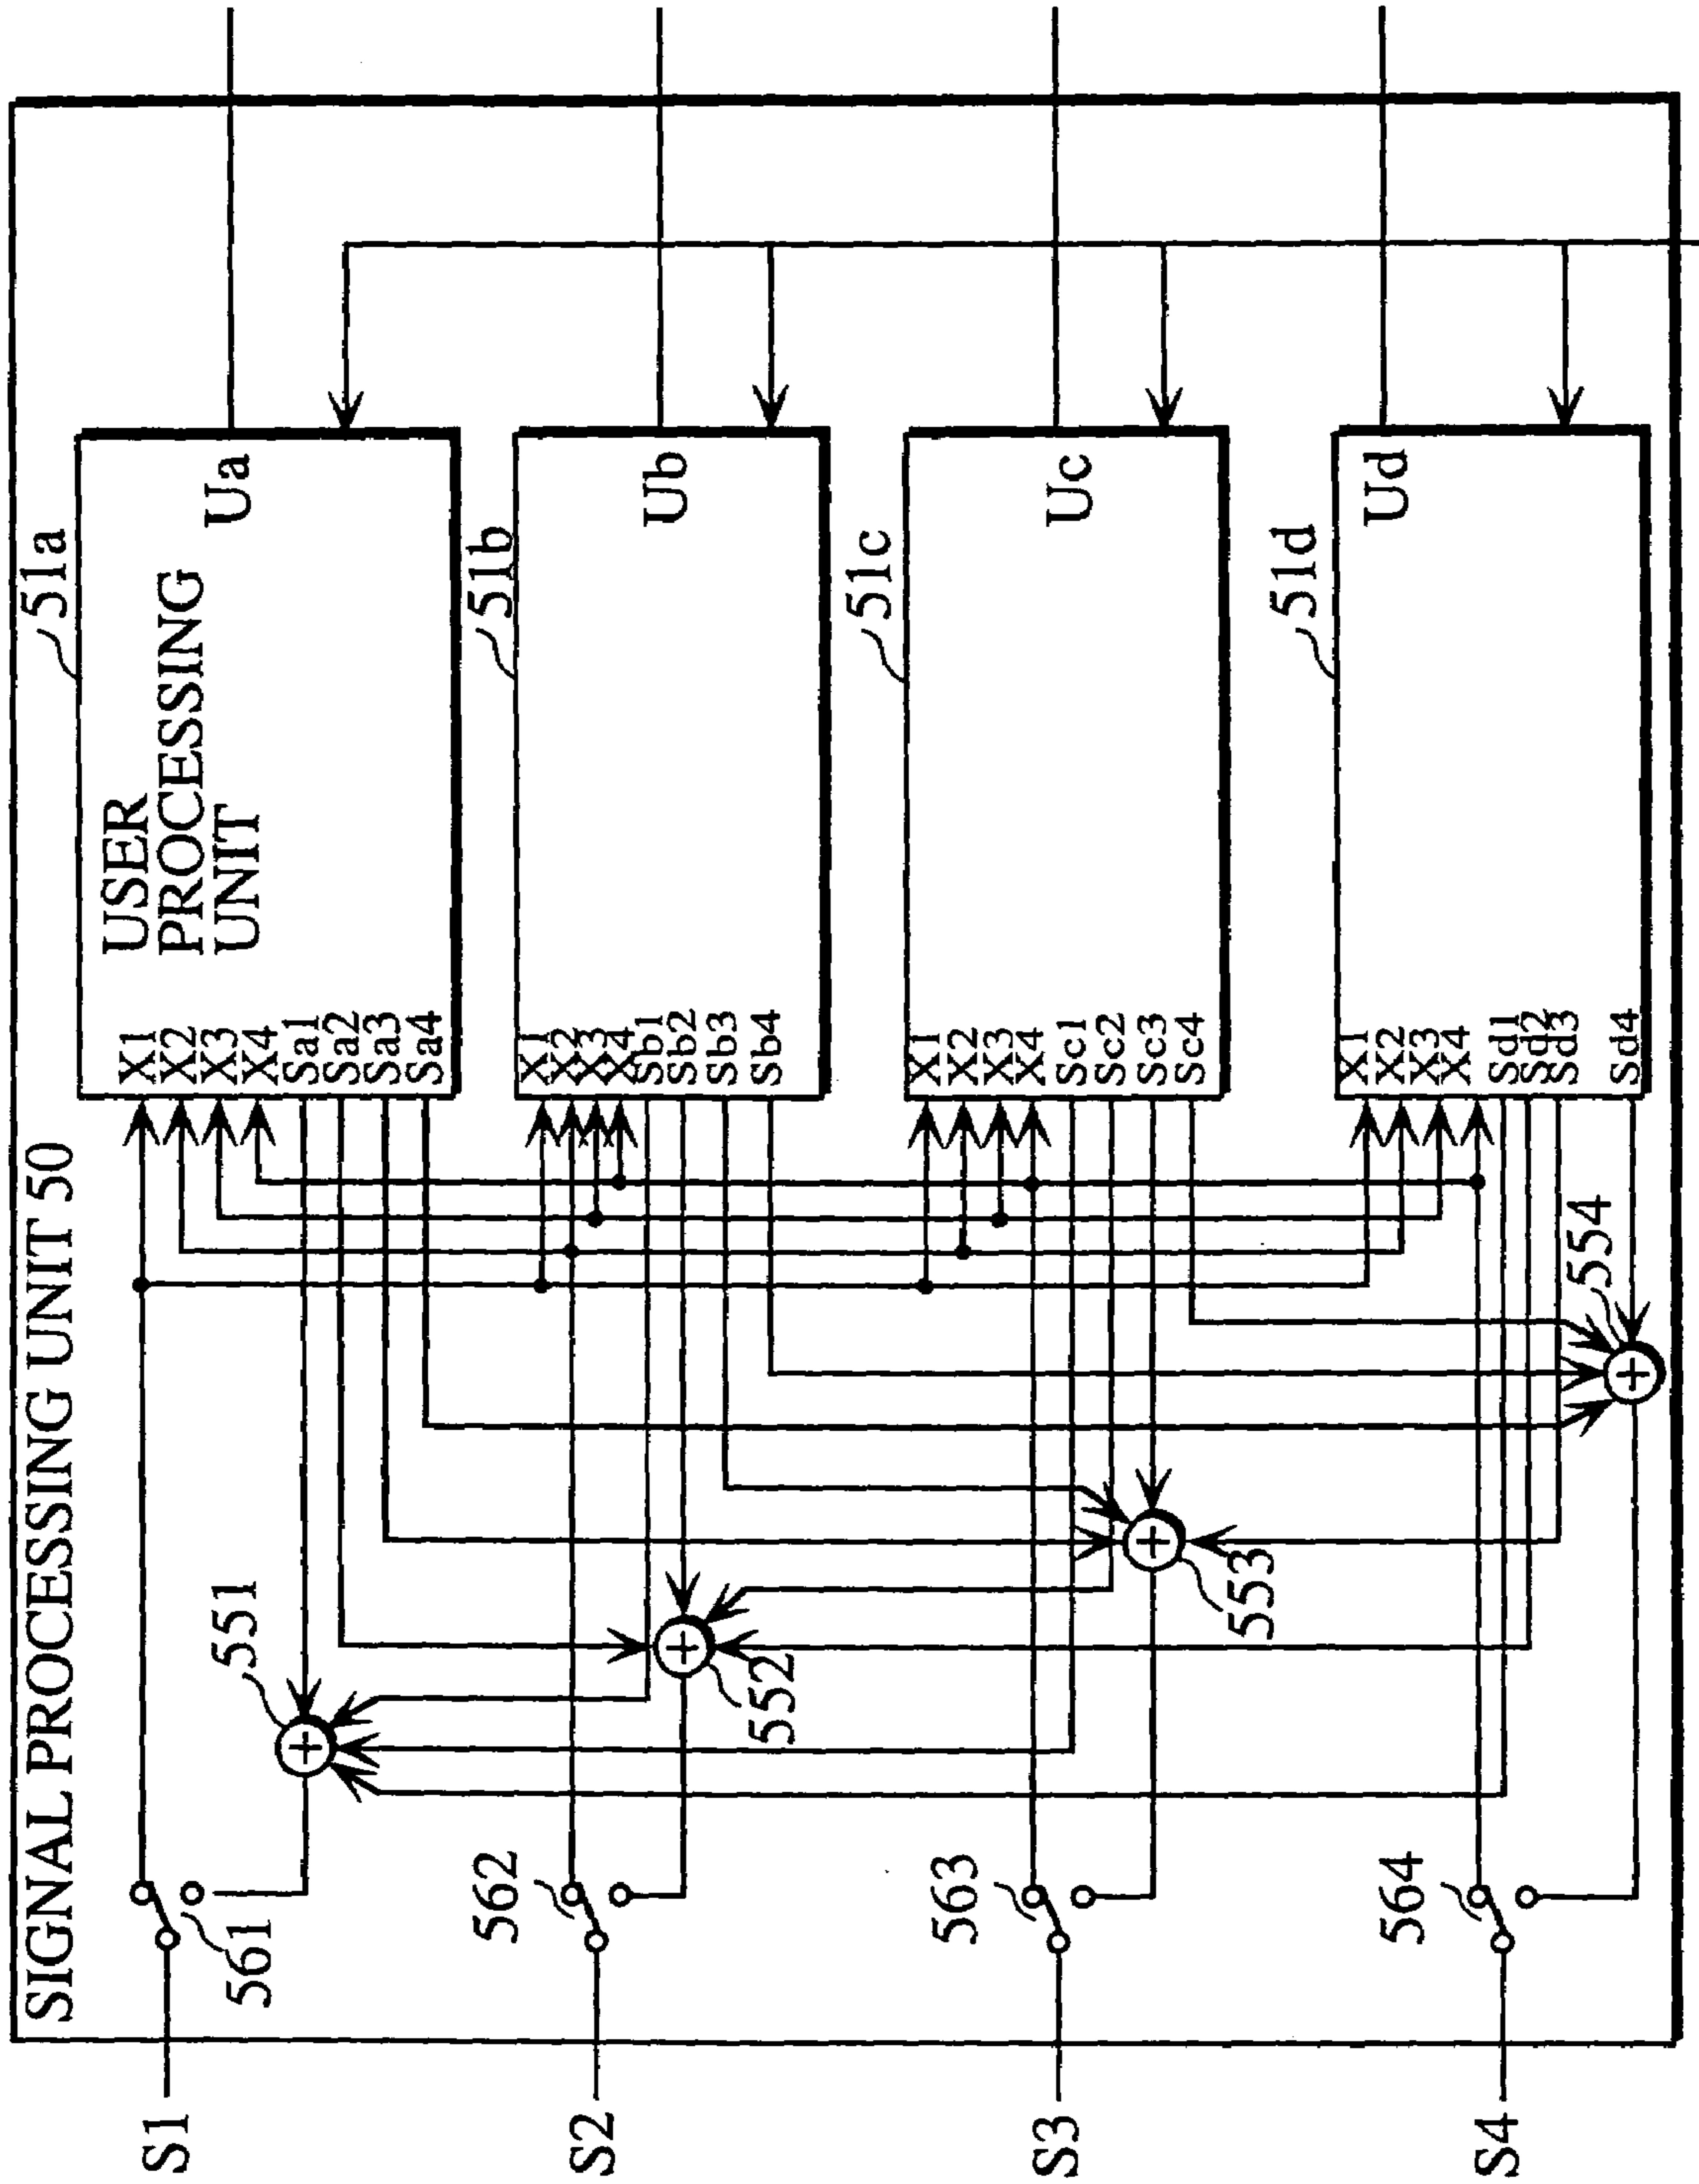 SIGNAL PROCESSING UNIT 50
S1
561
551
X1
X2
X3
X4
Sa1
Sa2
Sa3
Sa4
USER
PROCESSING
UNIT
Ua
51a
S2
562
552
X1
X2
X3
X4
Sb1
Sb2
Sb3
Sb4
Ub
51b
S3
563
553
X1
X2
X3
X4
Sc1
Sc2
Sc3
Sc4
Uc
51c
S4
564
554
X1
X2
X3
X4
Sd1
Sd2
Sd3
Sd4
Ud
51d